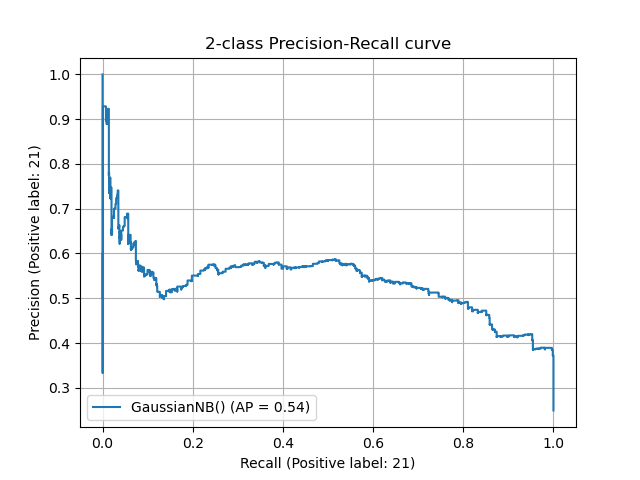 2-class Precision-Recall curve
1.0
0.9
0.8
0.7
0.6
0.5
0.4
0.3
Precision (Positive label: 21)
GaussianNB() (AP = 0.54)
0.0 0.2 0.4 0.6 0.8 1.0
Recall (Positive label: 21)